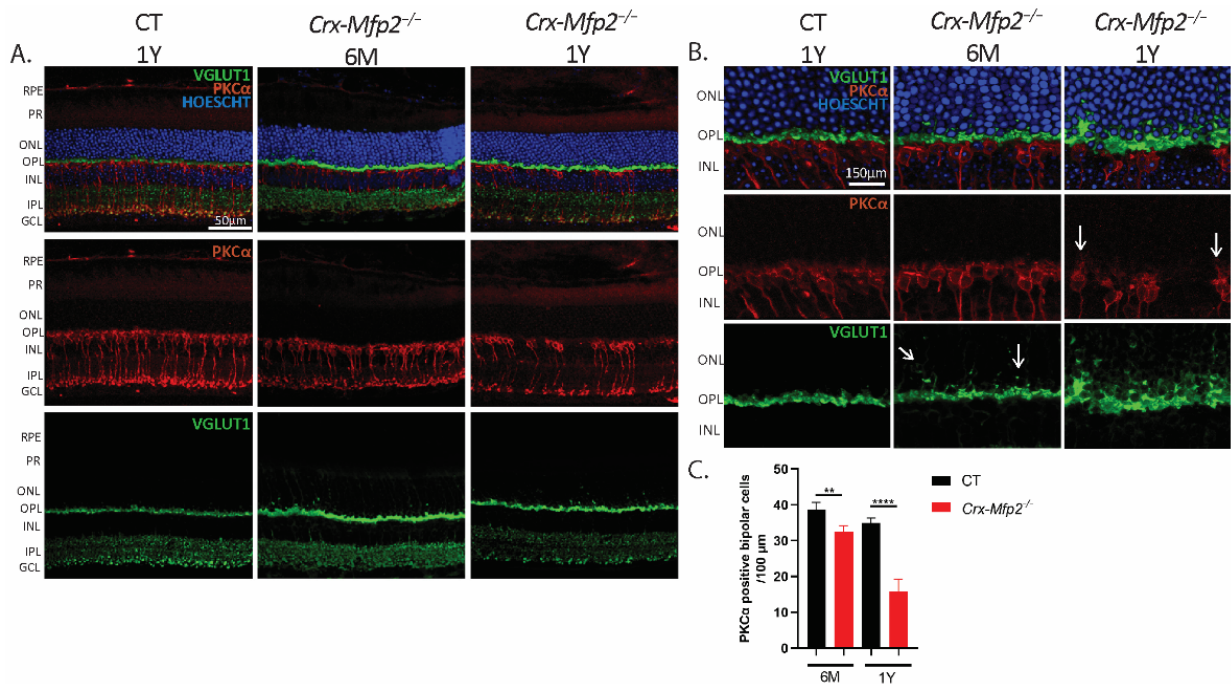 CT
1Y
Crx-Mfp2–/–
6M
Crx-Mfp2–/–
1Y
A.
VGLUT1
PKCα
HOESCHT
RPE
PR
ONL
OPL
INL
IPL
GCL
50µm
PKCα
RPE
PR
ONL
OPL
INL
IPL
GCL
VGLUT1
RPE
PR
ONL
OPL
INL
IPL
GCL
B.
CT
1Y
Crx-Mfp2–/–
6M
Crx-Mfp2–/–
1Y
VGLUT1
PKCα
HOESCHT
ONL
OPL
INL
150µm
PKCα
ONL
OPL
INL
VGLUT1
ONL
OPL
INL
C.
PKCα positive bipolar cells
/100 µm
50
40
30
20
10
0
**
****
6M
1Y
CT
Crx-Mfp2–/–